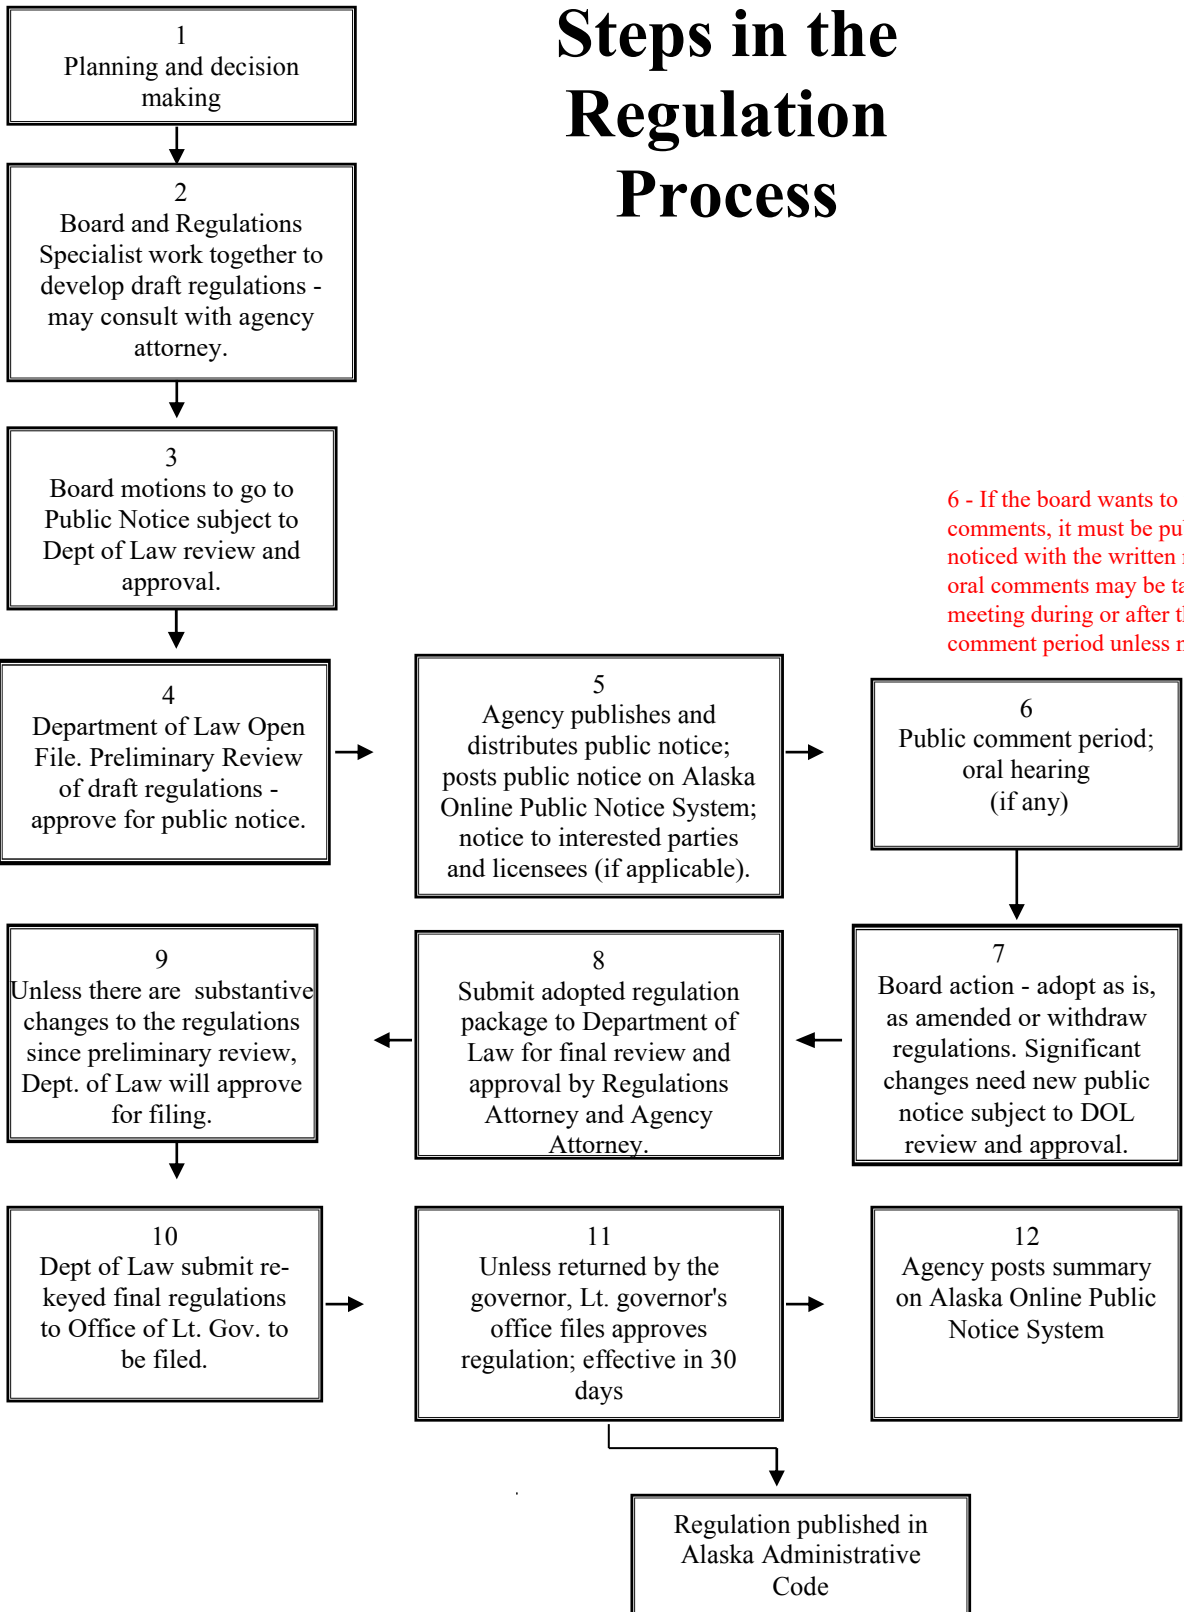 Steps in the
Regulation
Process
1
Planning and decision
making
2
Board and Regulations
Specialist work together to
develop draft regulations -
may consult with agency
attorney.
3
Board motions to go to
Public Notice subject to
Dept of Law review and
approval.
6 - If the board wants to
comments, it must be
noticed with the written
oral comments may be
meeting during or after
comment period unless
4
Department of Law Open
File. Preliminary Review
of draft regulations -
approve for public notice.
5
Agency publishes and
distributes public notice;
posts public notice on Alaska
Online Public Notice System;
notice to interested parties
and licensees (if applicable).
6
Public comment period;
oral hearing
(if any)
7
Board action - adopt as is,
as amended or withdraw
regulations. Significant
changes need new public
notice subject to DOL
review and approval.
8
Submit adopted regulation
package to Department of
Law for final review and
approval by Regulations
Attorney and Agency
Attorney.
9
Unless there are substantive
changes to the regulations
since preliminary review,
Dept. of Law will approve
for filing.
10
Dept of Law submit re-
keyed final regulations
to Office of Lt. Gov. to
be filed.
11
Unless returned by the
governor, Lt. governor's
office files approves
regulation; effective in 30
days
12
Agency posts summary
on Alaska Online Public
Notice System
Regulation published in
Alaska Administrative
Code